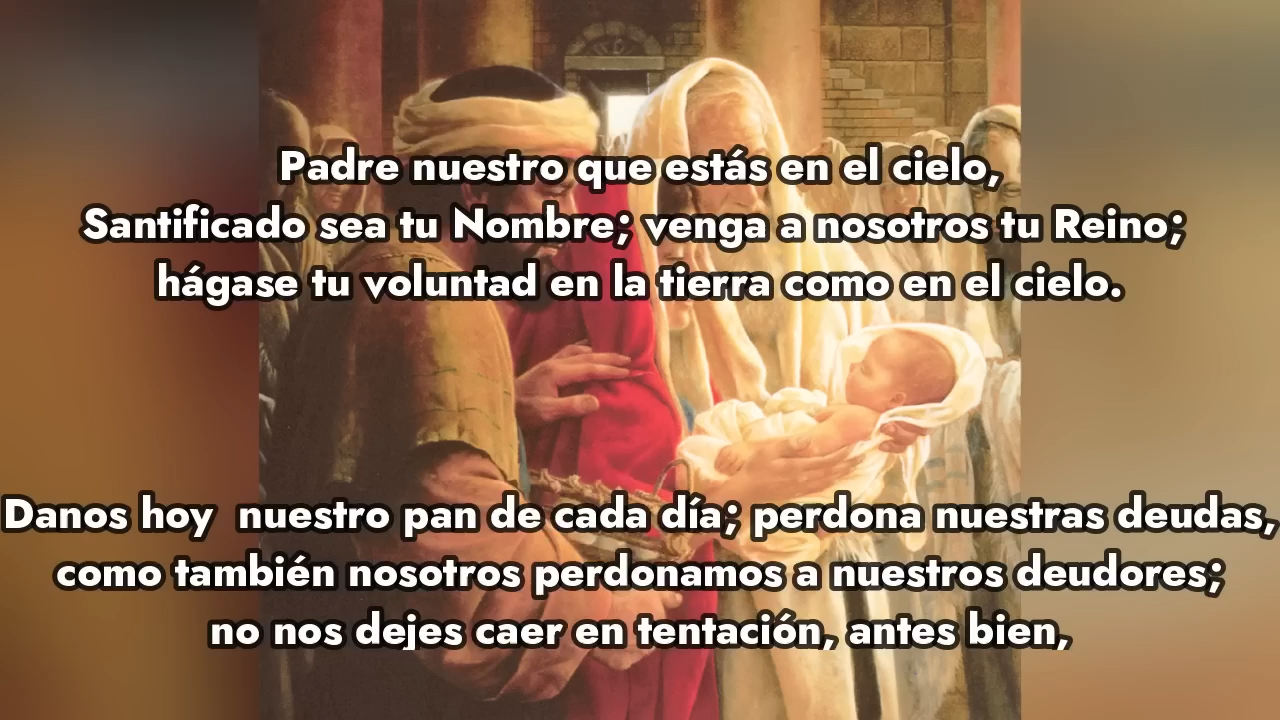 Padre nuestro que estás en el cielo,
Santificado sea tu Nombre; venga a nosotros tu Reino;
hágase tu voluntad en la tierra como en el cielo.
Danos hoy  nuestro pan de cada día; perdona nuestras deudas,
como también nosotros perdonamos a nuestros deudores;
no nos dejes caer en tentación, antes bien,